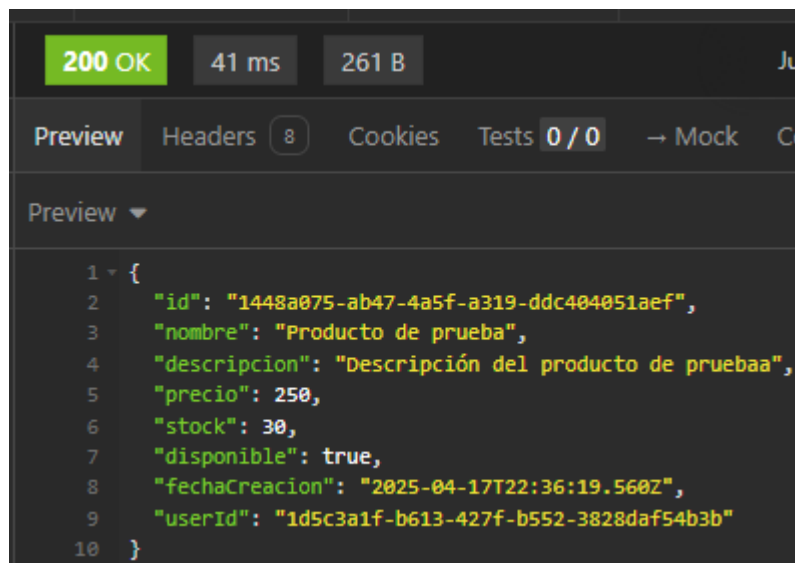 200 OK 41 ms 261 B
Preview Headers 8 Cookies Tests 0 / 0 → Mock
Preview
1 {
2 "id": "1448a075-ab47-4a5f-a319-ddc404051aef",
3 "nombre": "Producto de prueba",
4 "descripcion": "Descripción del producto de pruebaa",
5 "precio": 250,
6 "stock": 30,
7 "disponible": true,
8 "fechaCreacion": "2025-04-17T22:36:19.560Z",
9 "userId": "1d5c3a1f-b613-427f-b552-3828daf54b3b"
10 }